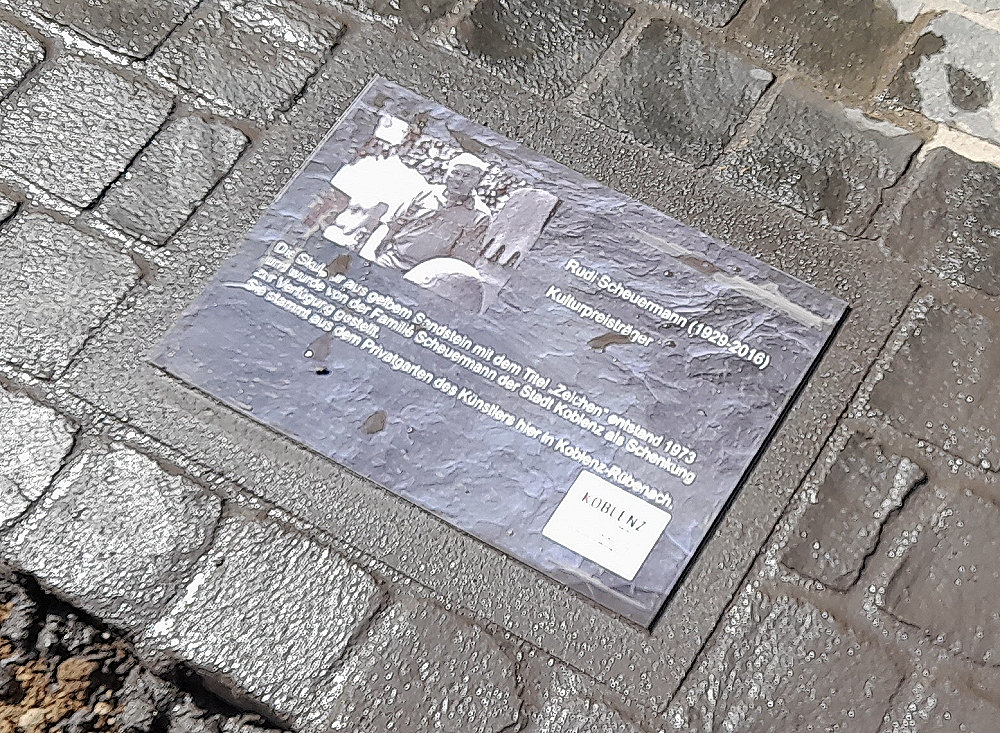 Rudi Scheuermann (1929-2016)
Kulturpreisträger
Die Skulptur aus gelbem Sandstein mit dem Titel „Zeichen“ entstand 1973
und wurde von der Familie Scheuermann der Stadt Koblenz als Schenkung
zur Verfügung gestellt.
Sie stammt aus dem Privatgarten des Künstlers hier in Koblenz-Rübenach.
KOBLENZ